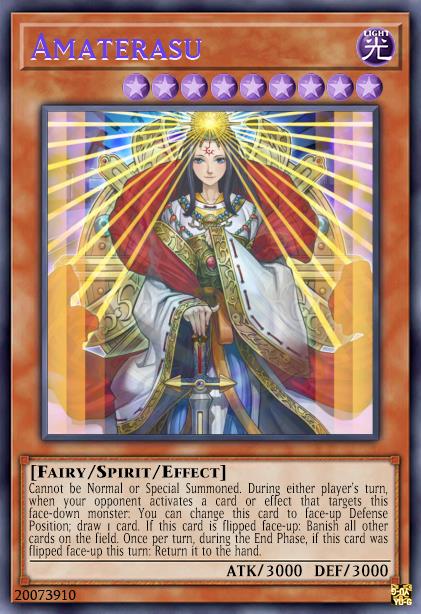 AMATERASU
LIGHT
光
[FAIRY/SPIRIT/EFFECT]
Cannot be Normal or Special Summoned. During either player's turn,
when your opponent activates a card or effect that targets this
face-down monster: You can change this card to face-up Defense
Position; draw 1 card. If this card is flipped face-up: Banish all other
cards on the field. Once per turn, during the End Phase, if this card was
flipped face-up this turn: Return it to the hand.
ATK/3000 DEF/3000
20073910